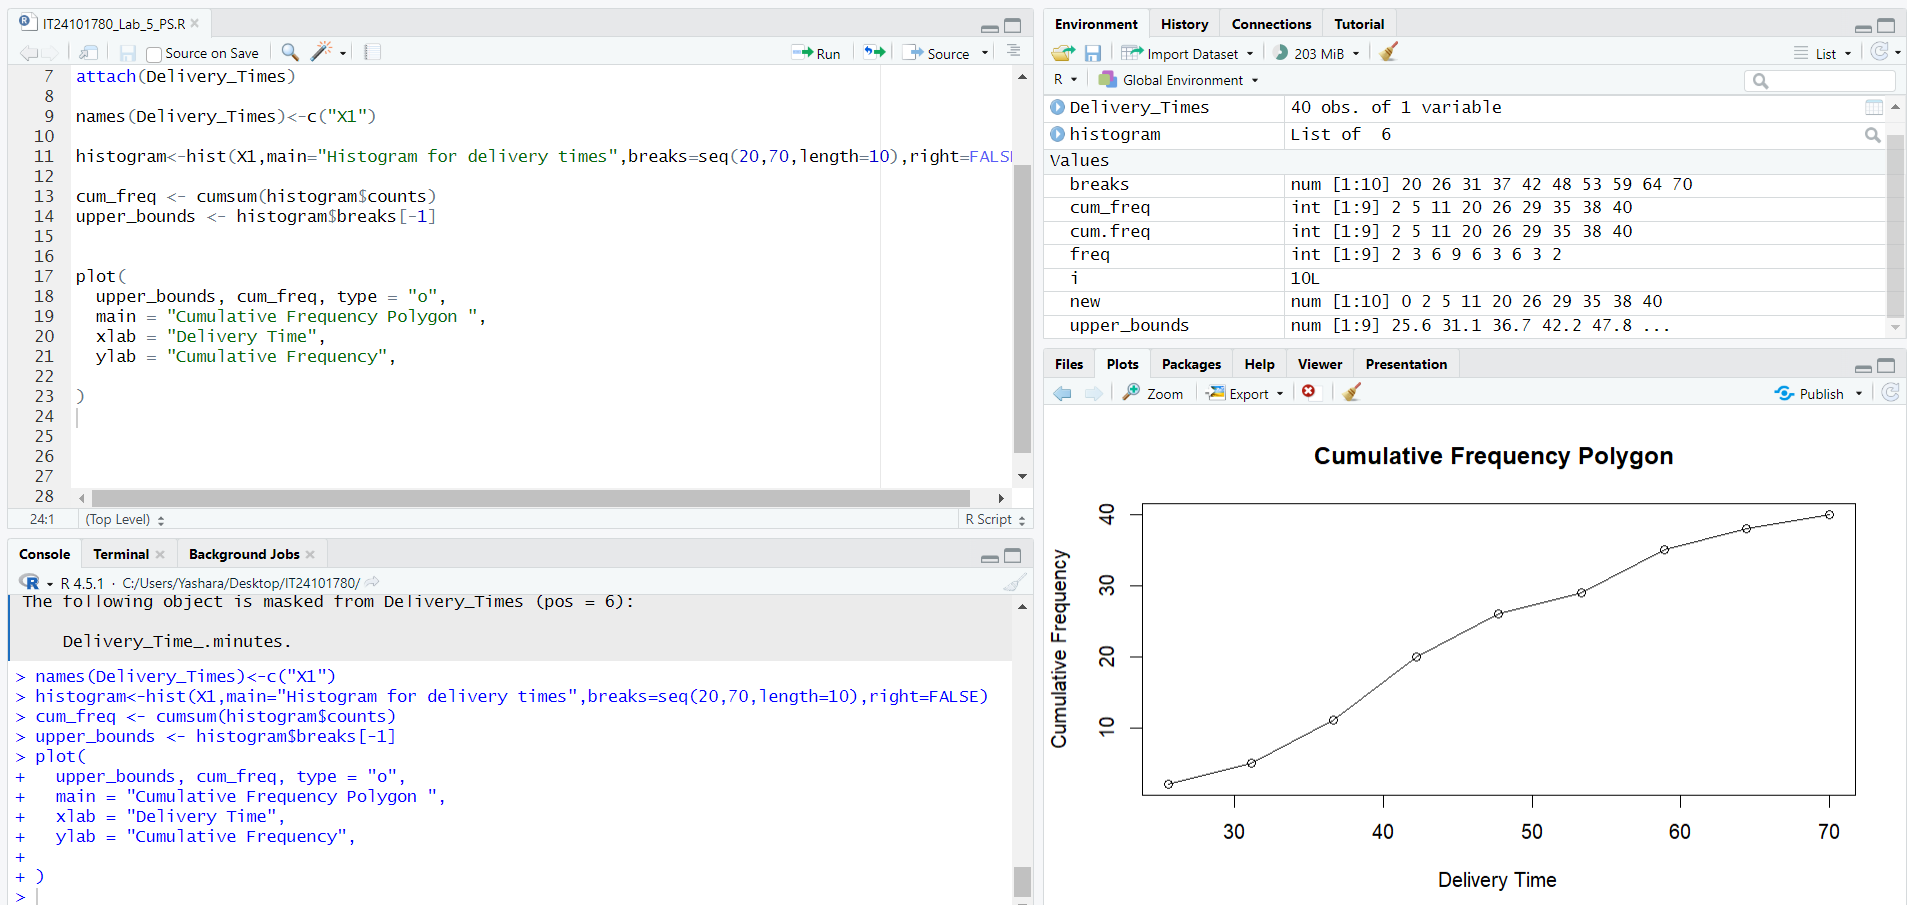 IT24101780_Lab_5_PS.R
Source on Save
Run
Source
7 attach(Delivery_Times)
8
9 names(Delivery_Times)<-c("X1")
10
11 histogram<-hist(X1,main="Histogram for delivery times",breaks=seq(20,70,length=10),right=FALS
12
13 cum_freq <- cumsum(histogram$counts)
14 upper_bounds <- histogram$breaks[-1]
15
16
17 plot(
18 upper_bounds, cum_freq, type = "o",
19 main = "Cumulative Frequency Polygon ",
20 xlab = "Delivery Time",
21 ylab = "Cumulative Frequency",
22
23 )
24
25
26
27
28
24:1 (Top Level) R Script
Console Terminal Background Jobs
R R 4.5.1 · C:/Users/Yashara/Desktop/IT24101780/
The following object is masked from Delivery_Times (pos = 6):
Delivery_Time_.minutes.
> names(Delivery_Times)<-c("X1")
> histogram<-hist(X1,main="Histogram for delivery times",breaks=seq(20,70,length=10),right=FALSE)
> cum_freq <- cumsum(histogram$counts)
> upper_bounds <- histogram$breaks[-1]
> plot(
+ upper_bounds, cum_freq, type = "o",
+ main = "Cumulative Frequency Polygon ",
+ xlab = "Delivery Time",
+ ylab = "Cumulative Frequency",
+
+ )
>
Environment History Connections Tutorial
Import Dataset 203 MiB List
R Global Environment
Delivery_Times 40 obs. of 1 variable
histogram List of 6
Values
breaks num [1:10] 20 26 31 37 42 48 53 59 64 70
cum_freq int [1:9] 2 5 11 20 26 29 35 38 40
cum.freq int [1:9] 2 5 11 20 26 29 35 38 40
freq int [1:9] 2 3 6 9 6 3 6 3 2
i 10L
new num [1:10] 0 2 5 11 20 26 29 35 38 40
upper_bounds num [1:9] 25.6 31.1 36.7 42.2 47.8 ...
Files Plots Packages Help Viewer Presentation
Zoom Export Publish
Cumulative Frequency Polygon
Cumulative Frequency
40
30
20
10
30 40 50 60 70
Delivery Time